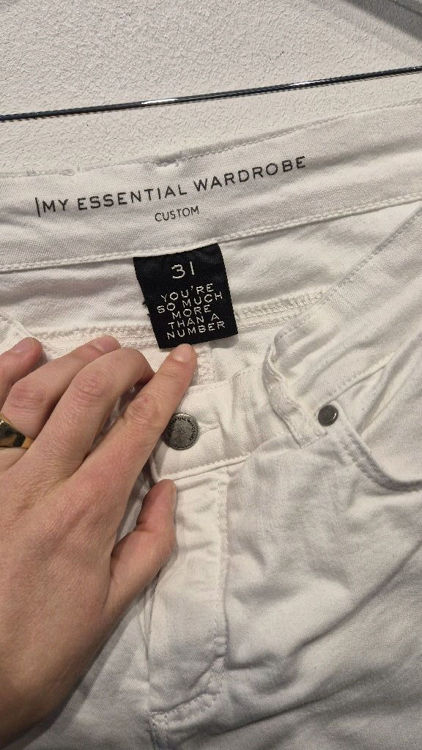 MY ESSENTIAL WARDROBE
CUSTOM
31
YOU'RE
SO MUCH
MORE
THAN A
NUMBER